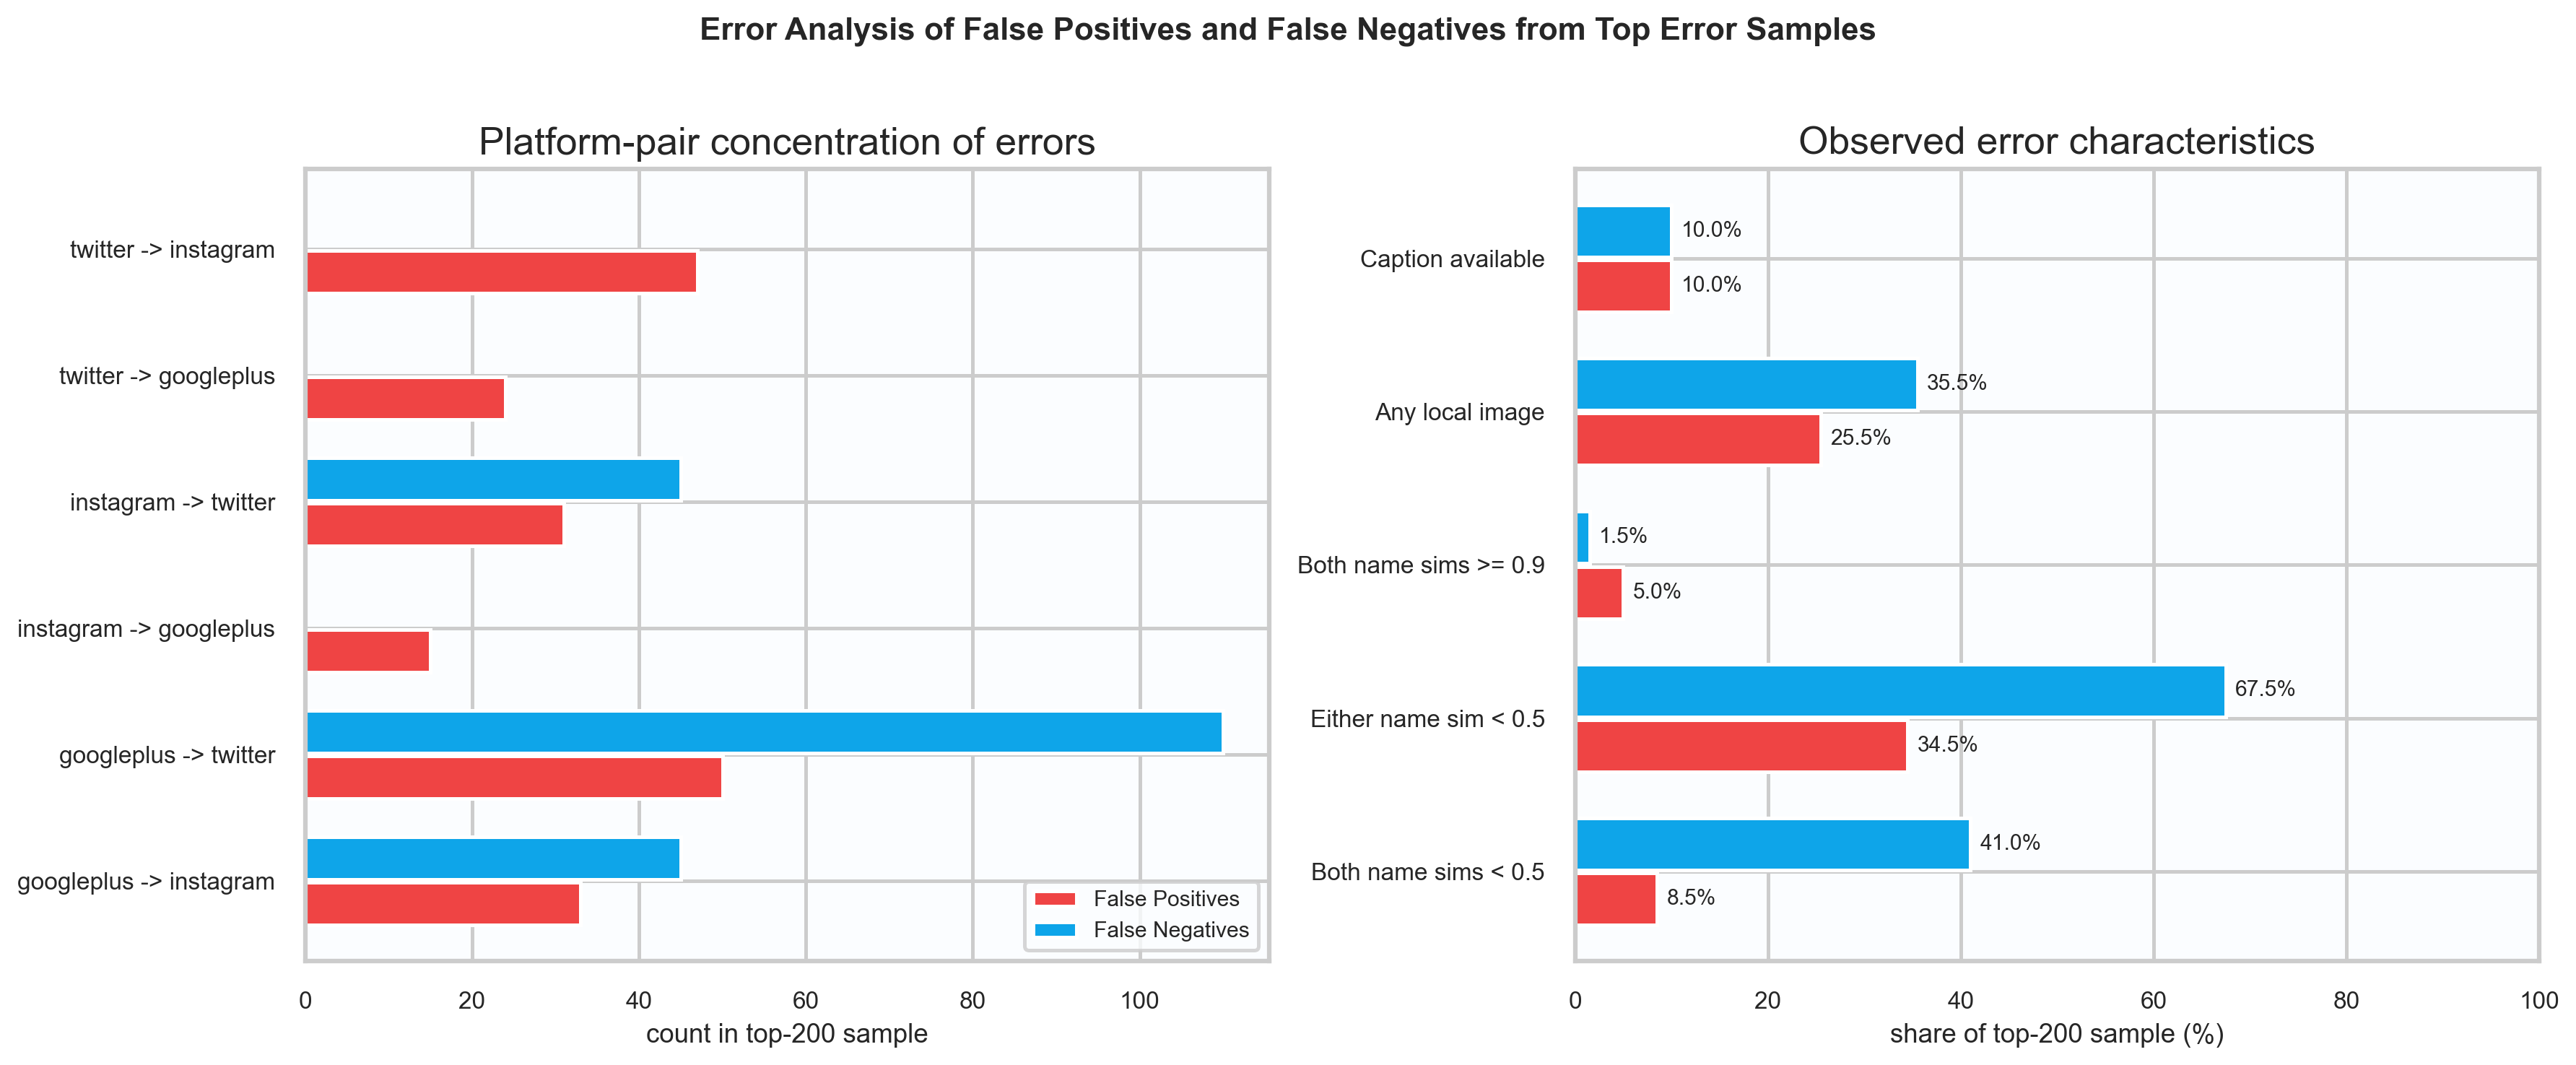 Error Analysis of False Positives and False Negatives from Top Error Samples
Platform-pair concentration of errors
twitter -> instagram
twitter -> googleplus
instagram -> twitter
instagram -> googleplus
googleplus -> twitter
googleplus -> instagram
False Positives
False Negatives
0 20 40 60 80 100
count in top-200 sample
Observed error characteristics
Caption available
10.0%
10.0%
Any local image
35.5%
25.5%
Both name sims >= 0.9
1.5%
5.0%
Either name sim < 0.5
67.5%
34.5%
Both name sims < 0.5
41.0%
8.5%
0 20 40 60 80 100
share of top-200 sample (%)